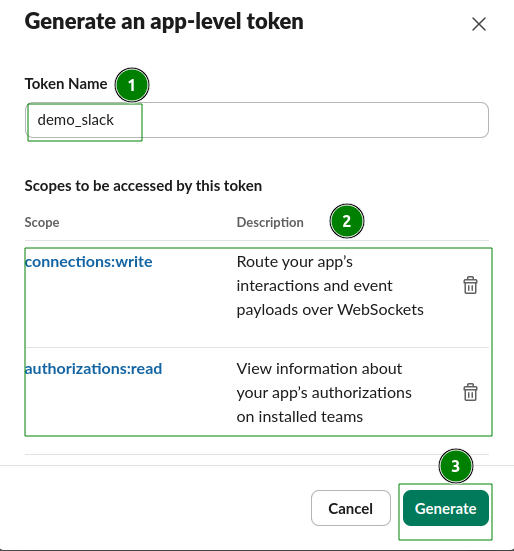 Generate an app-level token
Token Name 1
demo_slack
Scopes to be accessed by this token
Scope Description 2
connections:write Route your app's
interactions and event
payloads over WebSockets
authorizations:read View information about
your app's authorizations
on installed teams
3
Cancel Generate